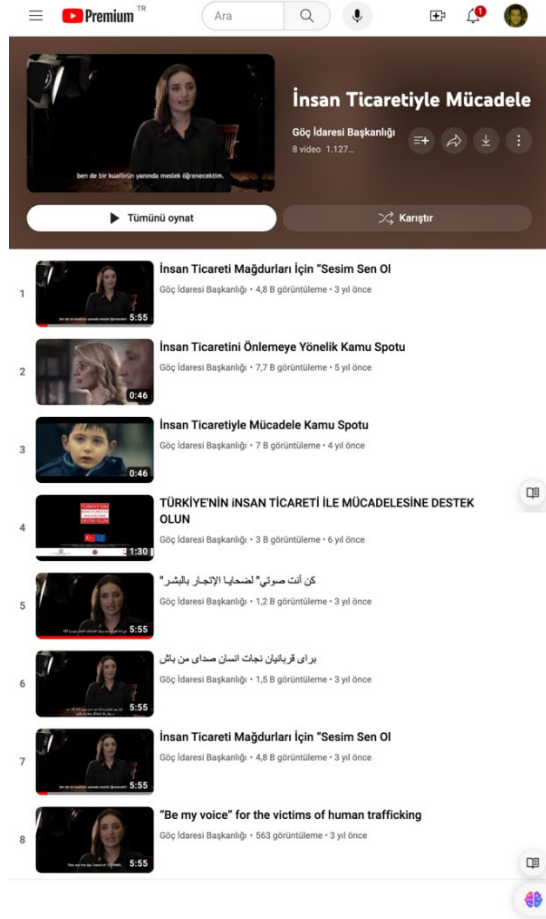 Premium TR
Ara
1
ben de bir kuaförün yanında meslek öğrenecektim.
İnsan Ticaretiyle Mücadele
Göç İdaresi Başkanlığı
8 video 1.127...
Tümünü oynat
Karıştır
1
5:55
İnsan Ticareti Mağdurları İçin “Sesim Sen Ol
Göç İdaresi Başkanlığı • 4,8 B görüntüleme • 3 yıl önce
2
0:46
İnsan Ticaretini Önlemeye Yönelik Kamu Spotu
Göç İdaresi Başkanlığı • 7,7 B görüntüleme • 5 yıl önce
3
0:46
İnsan Ticaretiyle Mücadele Kamu Spotu
Göç İdaresi Başkanlığı • 7 B görüntüleme • 4 yıl önce
4
1:30
TÜRKİYE'NİN iNSAN TİCARETİ İLE MÜCADELESİNE DESTEK
OLUN
Göç İdaresi Başkanlığı • 3 B görüntüleme • 6 yıl önce
5
5:55
كن أنت صوتي" لضحايا الإتجار بالبشر"
Göç İdaresi Başkanlığı • 1,2 B görüntüleme • 3 yıl önce
6
5:55
برای قربانیان نجات انسان صدای من باش
Göç İdaresi Başkanlığı • 1,5 B görüntüleme • 3 yıl önce
7
5:55
İnsan Ticareti Mağdurları İçin “Sesim Sen Ol
Göç İdaresi Başkanlığı • 4,8 B görüntüleme • 3 yıl önce
8
5:55
“Be my voice” for the victims of human trafficking
Göç İdaresi Başkanlığı • 563 görüntüleme • 3 yıl önce